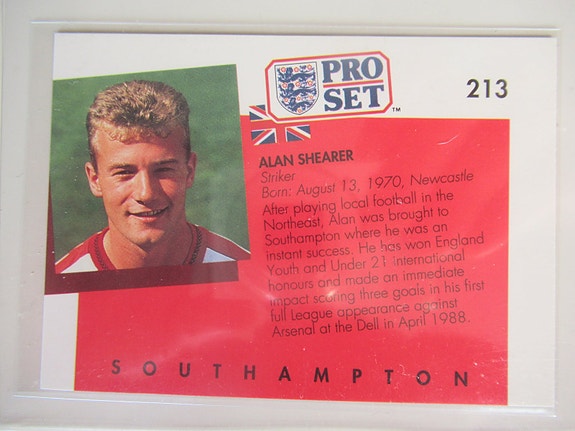 PRO
SET
TM
213
ALAN SHEARER
Striker
Born: August 13, 1970, Newcastle
After playing local football in the
Northeast, Alan was brought to
Southampton where he was an
instant success. He has won England
Youth and Under 21 international
honours and made an immediate
impact scoring three goals in his first
full League appearance against
Arsenal at the Dell in April 1988.
SOUTHAMPTON